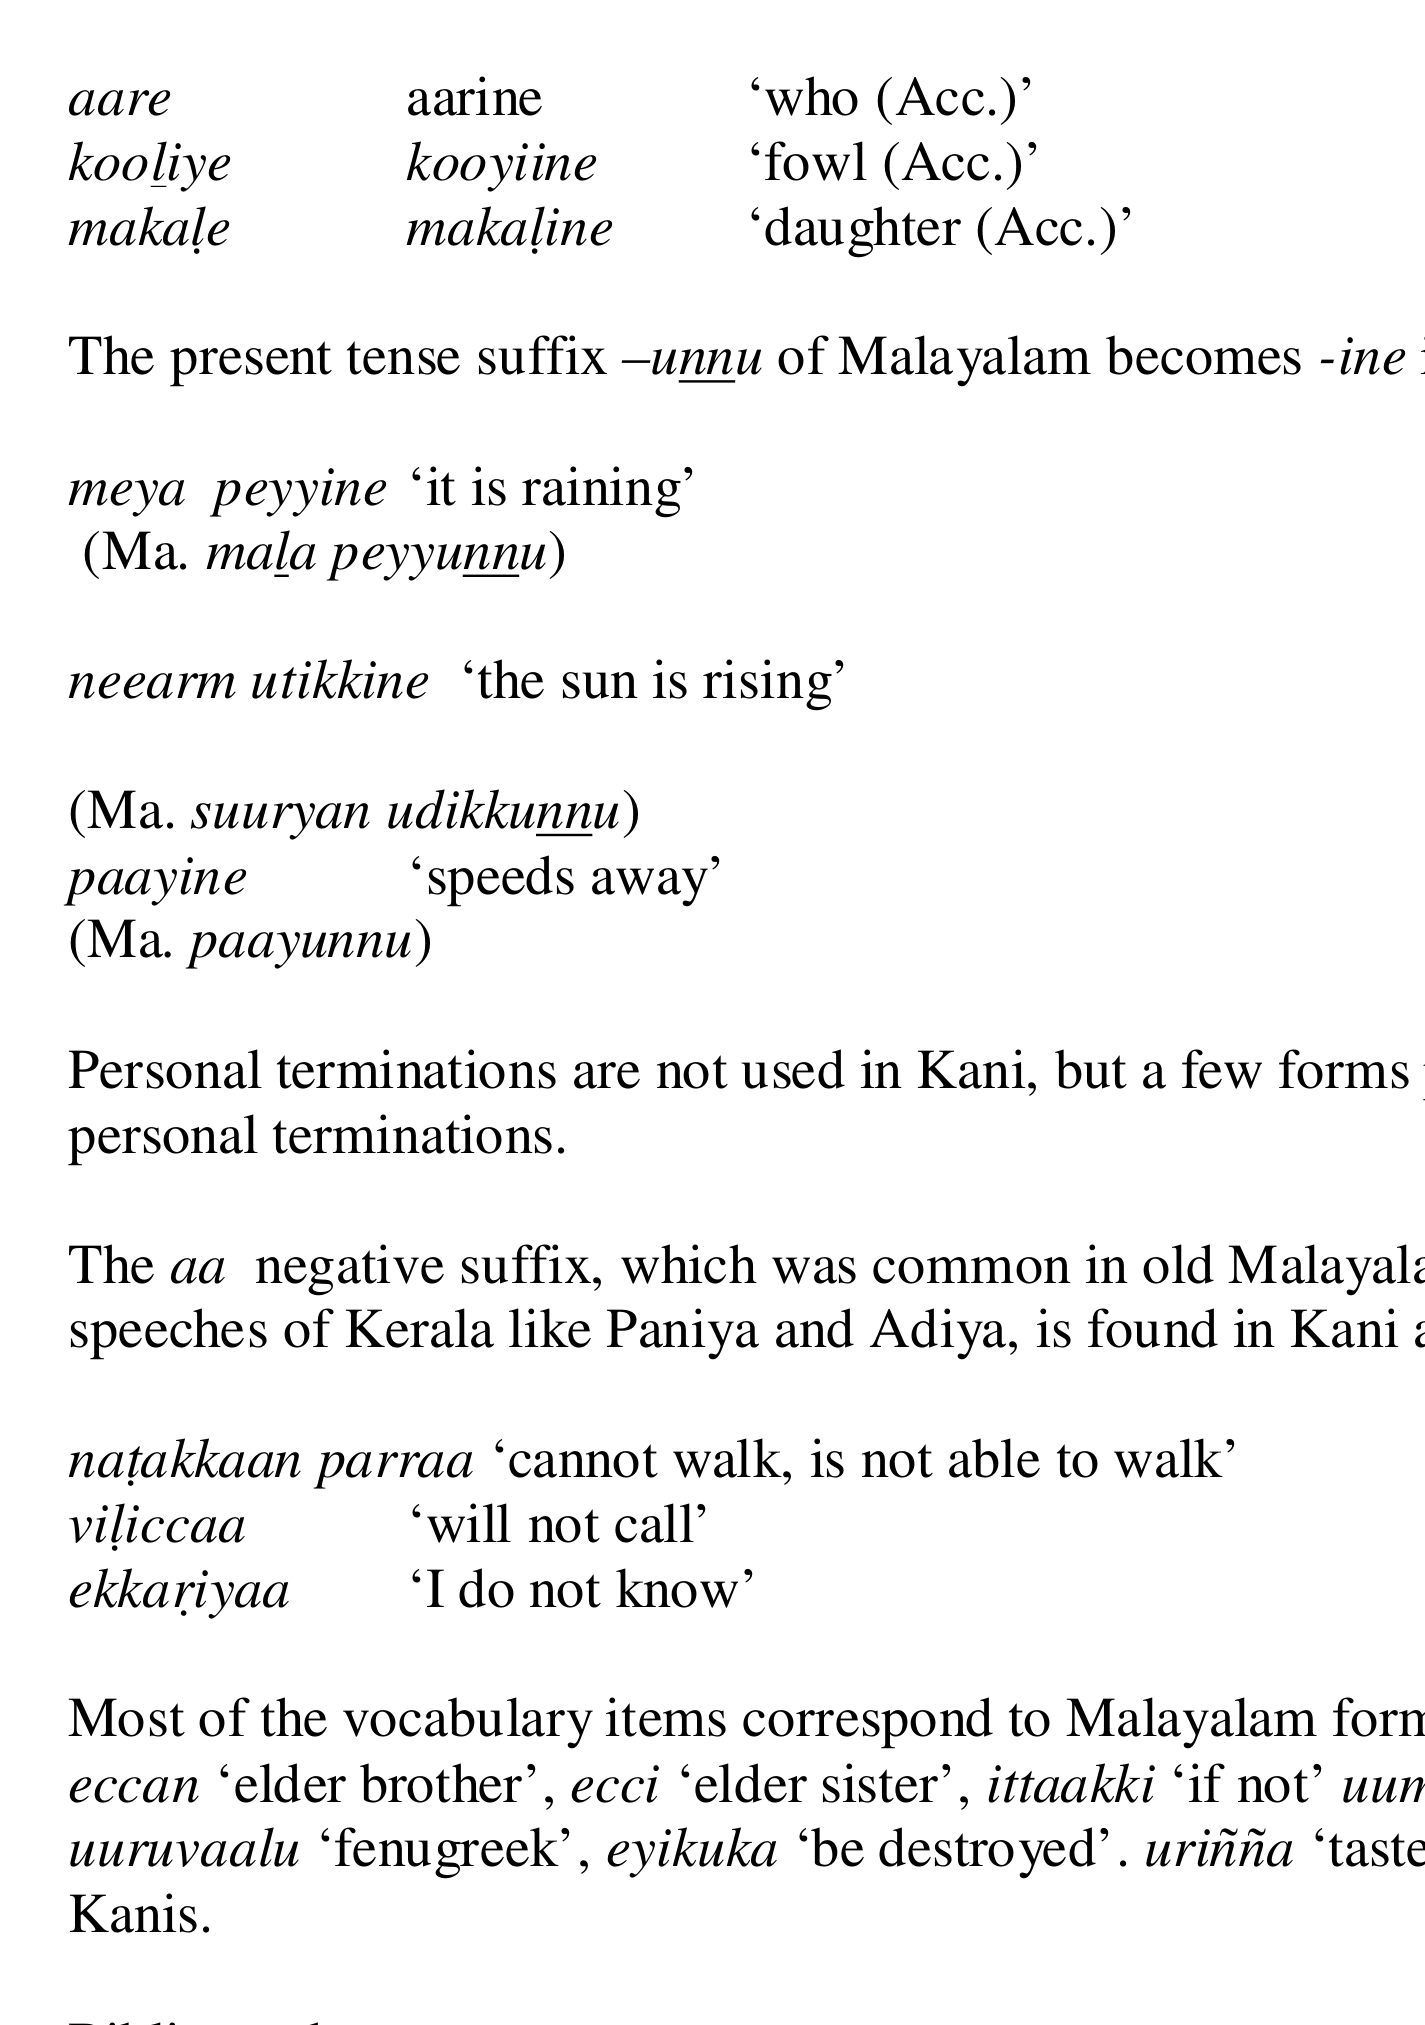 aare aarine ‘who (Acc.)’
kooḻiye kooyiine ‘fowl (Acc.)’
makaḷe makaḷine ‘daughter (Acc.)’
The present tense suffix –uṉṉu of Malayalam becomes -ine
meya peyyine ‘it is raining’
(Ma. maḻa peyyuṉṉu)
neearm utikkine ‘the sun is rising’
(Ma. suuryan udikkuṉṉu)
paayine ‘speeds away’
(Ma. paayunnu)
Personal terminations are not used in Kani, but a few forms
personal terminations.
The aa negative suffix, which was common in old Malayala
speeches of Kerala like Paniya and Adiya, is found in Kani a
naṭakkaan parraa ‘cannot walk, is not able to walk’
viḷiccaa ‘will not call’
ekkaṛiyaa ‘I do not know’
Most of the vocabulary items correspond to Malayalam form
eccan ‘elder brother’, ecci ‘elder sister’, ittaakki ‘if not’ uum
uuruvaalu ‘fenugreek’, eyikuka ‘be destroyed’. uriñña ‘taste
Kanis.